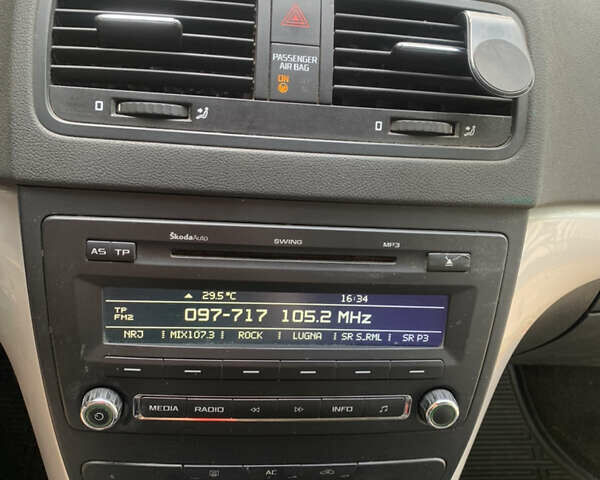 PASSENGER
AIR BAG
ON
0
0
ŠkodaAuto SWING MP3
AS TP
29.5°C 16:34
TP
FM2
097-717 105.2 MHz
NRJ MIX107.3 ROCK LUGNA SR S.RML SR P3
MEDIA RADIO INFO
AC